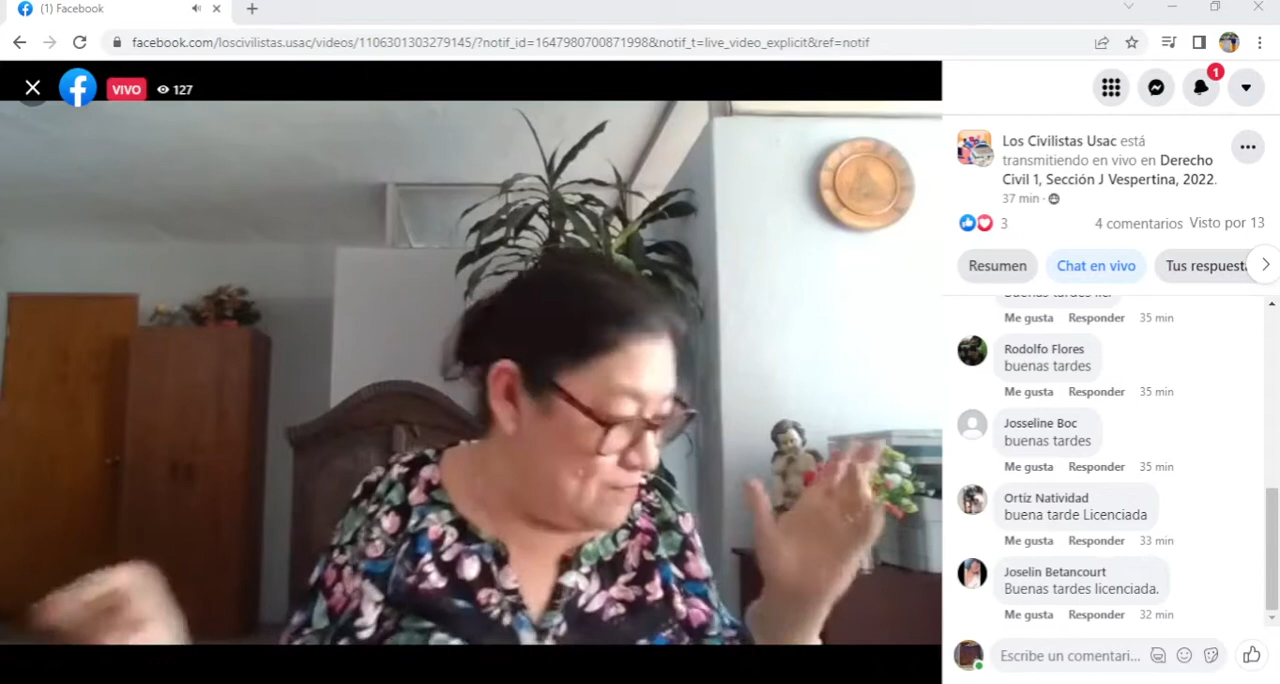 (1) Facebook
facebook.com/loscivilistas.usac/videos/1106301303279145/?notif_id=1647980700871998&notif_t=live_video_explicit&ref=notif
VIVO 127
1
Los Civilistas Usac está
transmitiendo en vivo en Derecho
Civil 1, Sección J Vespertina, 2022.
37 min ·
3 4 comentarios Visto por 13
Resumen Chat en vivo Tus respuest
Me gusta Responder 35 min
Rodolfo Flores
buenas tardes
Me gusta Responder 35 min
Josseline Boc
buenas tardes
Me gusta Responder 35 min
Ortíz Natividad
buena tarde Licenciada
Me gusta Responder 33 min
Joselin Betancourt
Buenas tardes licenciada.
Me gusta Responder 32 min
Escribe un comentari...